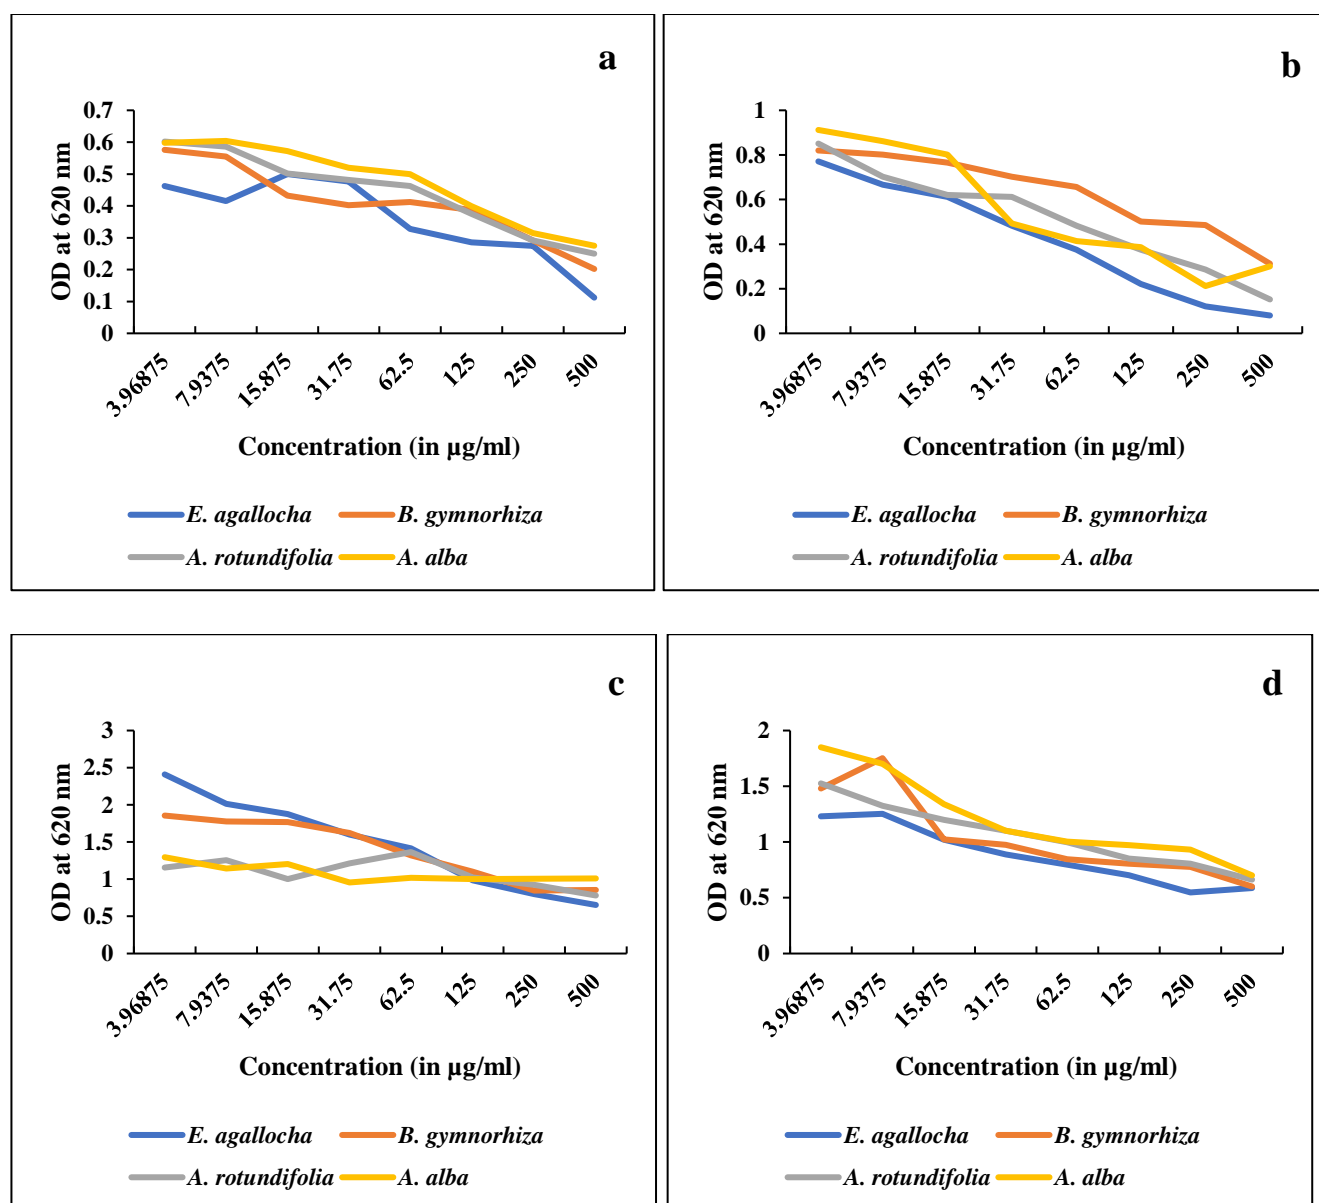 a
0.7
0.6
0.5
0.4
0.3
0.2
0.1
0
OD at 620 nm
3.96875 7.9375 15.875 31.75 62.5 125 250 500
Concentration (in µg/ml)
E. agallocha B. gymnorhiza
A. rotundifolia A. alba
b
1
0.8
0.6
0.4
0.2
0
OD at 620 nm
3.96875 7.9375 15.875 31.75 62.5 125 250 500
Concentration (in µg/ml)
E. agallocha B. gymnorhiza
A. rotundifolia A. alba
c
3
2.5
2
1.5
1
0.5
0
OD at 620 nm
3.96875 7.9375 15.875 31.75 62.5 125 250 500
Concentration (in µg/ml)
E. agallocha B. gymnorhiza
A. rotundifolia A. alba
d
2
1.5
1
0.5
0
OD at 620 nm
3.96875 7.9375 15.875 31.75 62.5 125 250 500
Concentration (in µg/ml)
E. agallocha B. gymnorhiza
A. rotundifolia A. alba